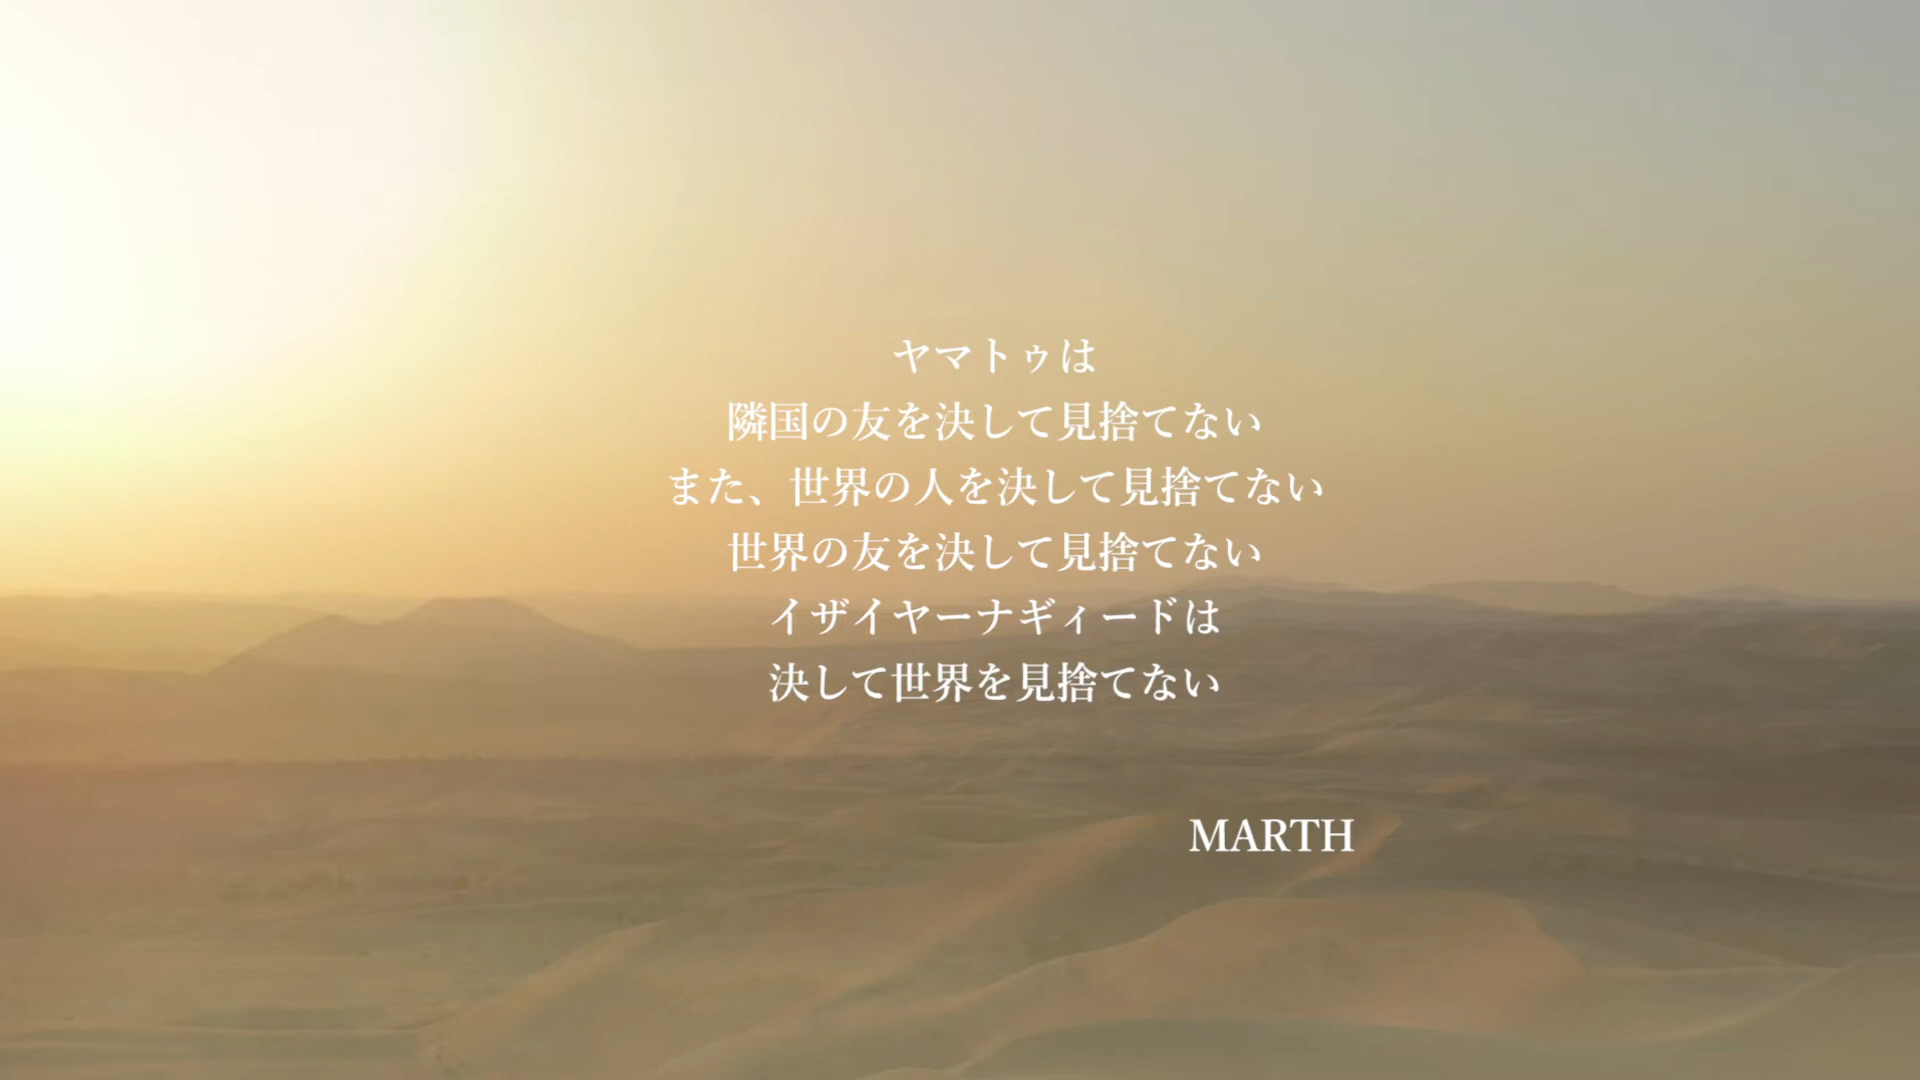 ヤマトゥは
隣国の友を決して見捨てない
また、世界の人を決して見捨てない
世界の友を決して見捨てない
イザイヤーナギィードは
決して世界を見捨てない
MARTH